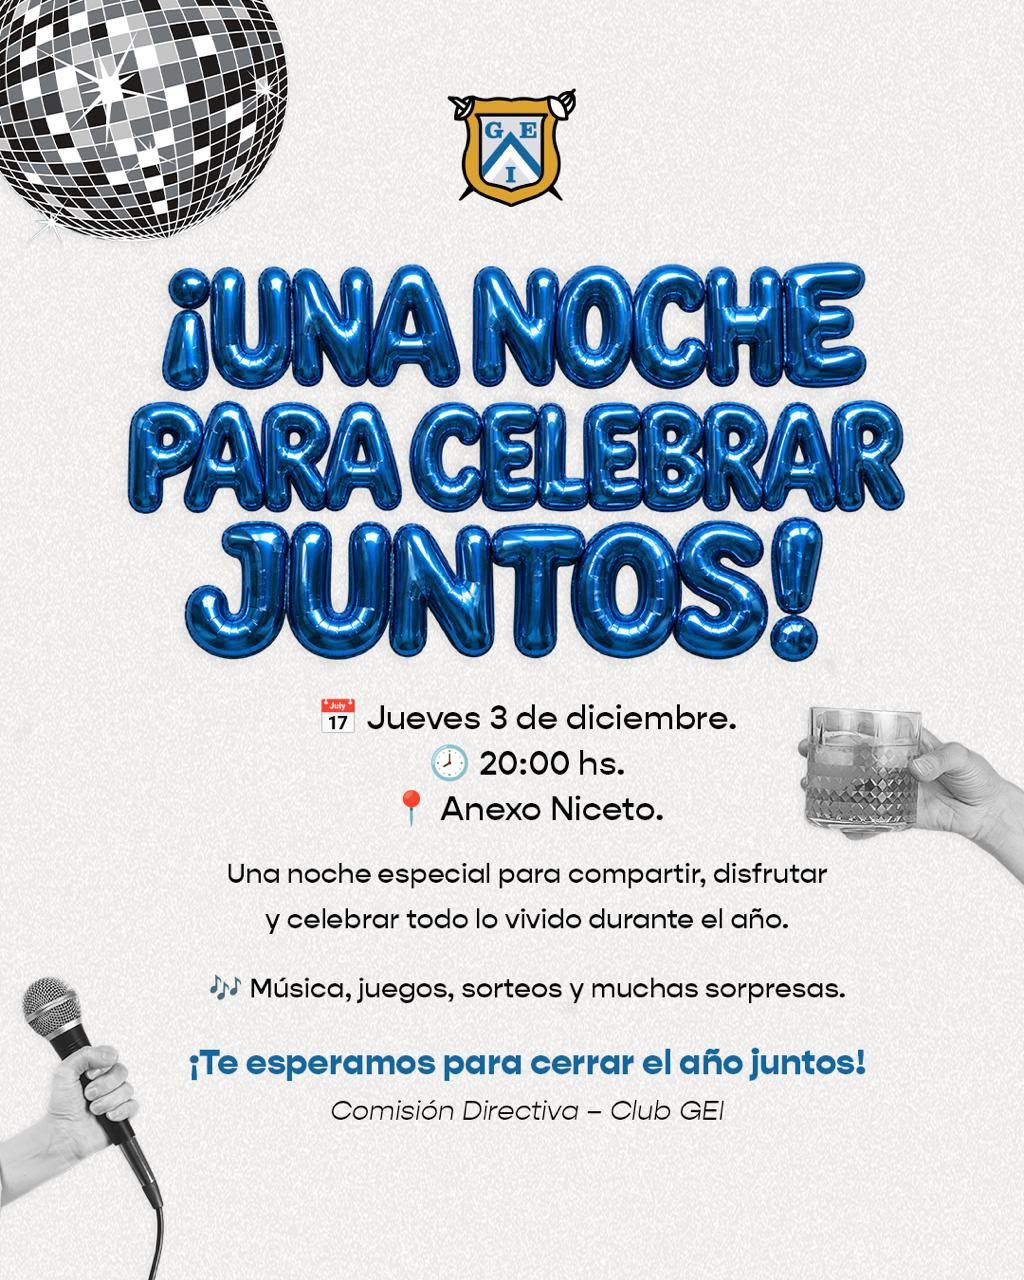 G E
I
¡UNA NOCHE
PARA CELEBRAR
JUNTOS!
📅 Jueves 3 de diciembre.
🕗 20:00 hs.
📍 Anexo Niceto.
Una noche especial para compartir, disfrutar
y celebrar todo lo vivido durante el año.
🎶 Música, juegos, sorteos y muchas sorpresas.
¡Te esperamos para cerrar el año juntos!
Comisión Directiva – Club GEI